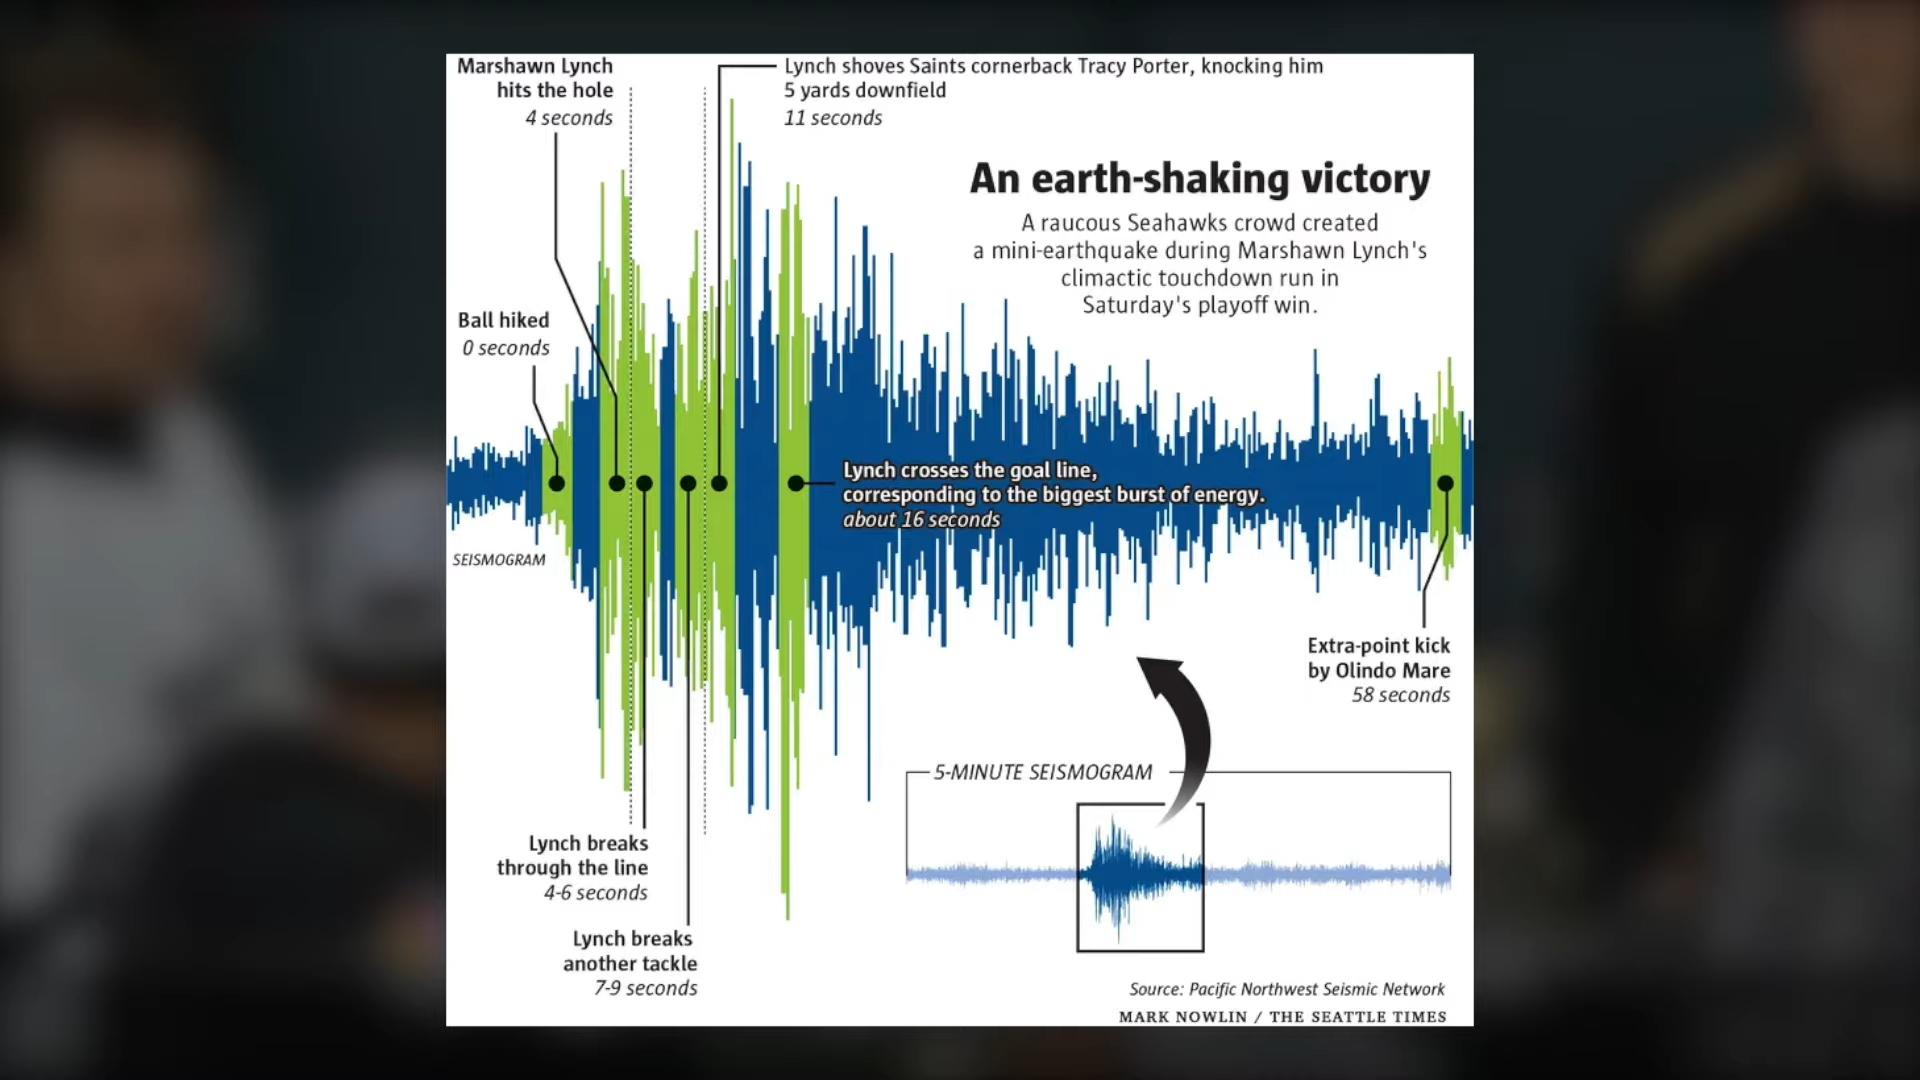 Marshawn Lynch
hits the hole
4 seconds
Lynch shoves Saints cornerback Tracy Porter, knocking him
5 yards downfield
11 seconds
An earth-shaking victory
A raucous Seahawks crowd created
a mini-earthquake during Marshawn Lynch's
climactic touchdown run in
Saturday's playoff win.
Ball hiked
0 seconds
Lynch crosses the goal line,
corresponding to the biggest burst of energy.
about 16 seconds
SEISMOGRAM
Extra-point kick
by Olindo Mare
58 seconds
5-MINUTE SEISMOGRAM
Lynch breaks
through the line
4-6 seconds
Lynch breaks
another tackle
7-9 seconds
Source: Pacific Northwest Seismic Network
MARK NOWLIN / THE SEATTLE TIMES